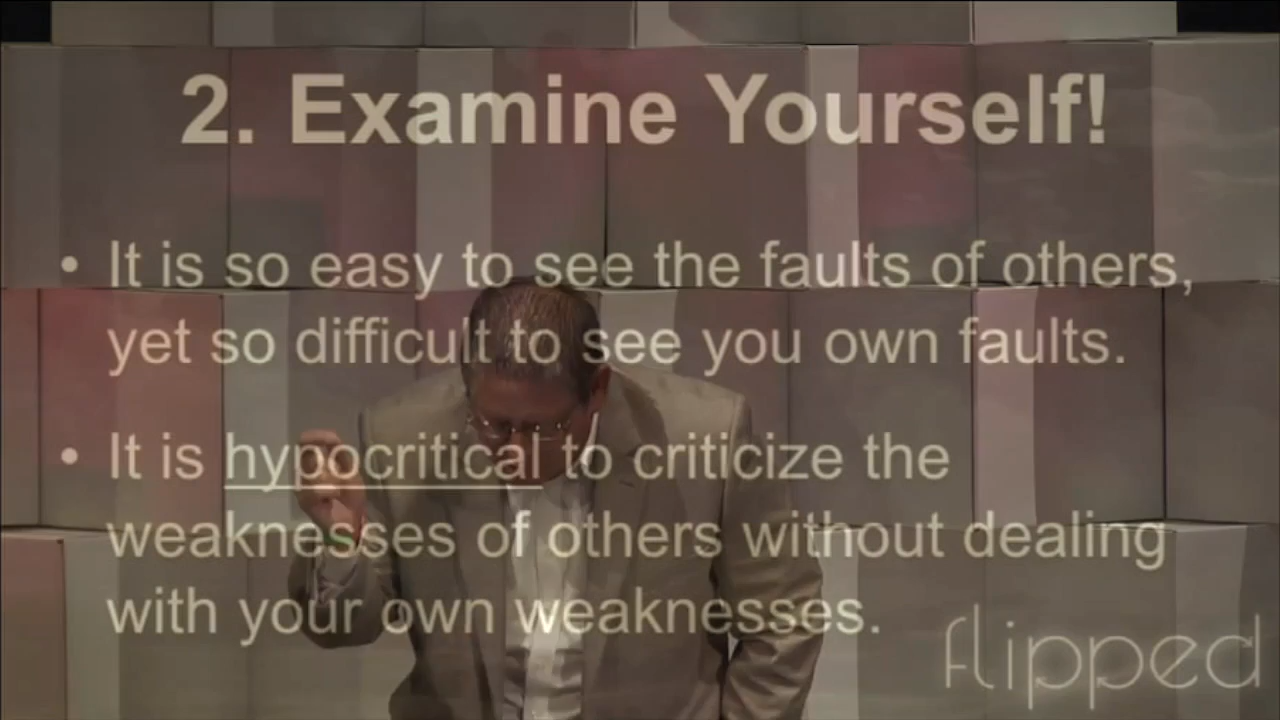 2. Examine Yourself!
• It is so easy to see the faults of others,
yet so difficult to see you own faults.
• It is hypocritical to criticize the
weaknesses of others without dealing
with your own weaknesses.
flipped